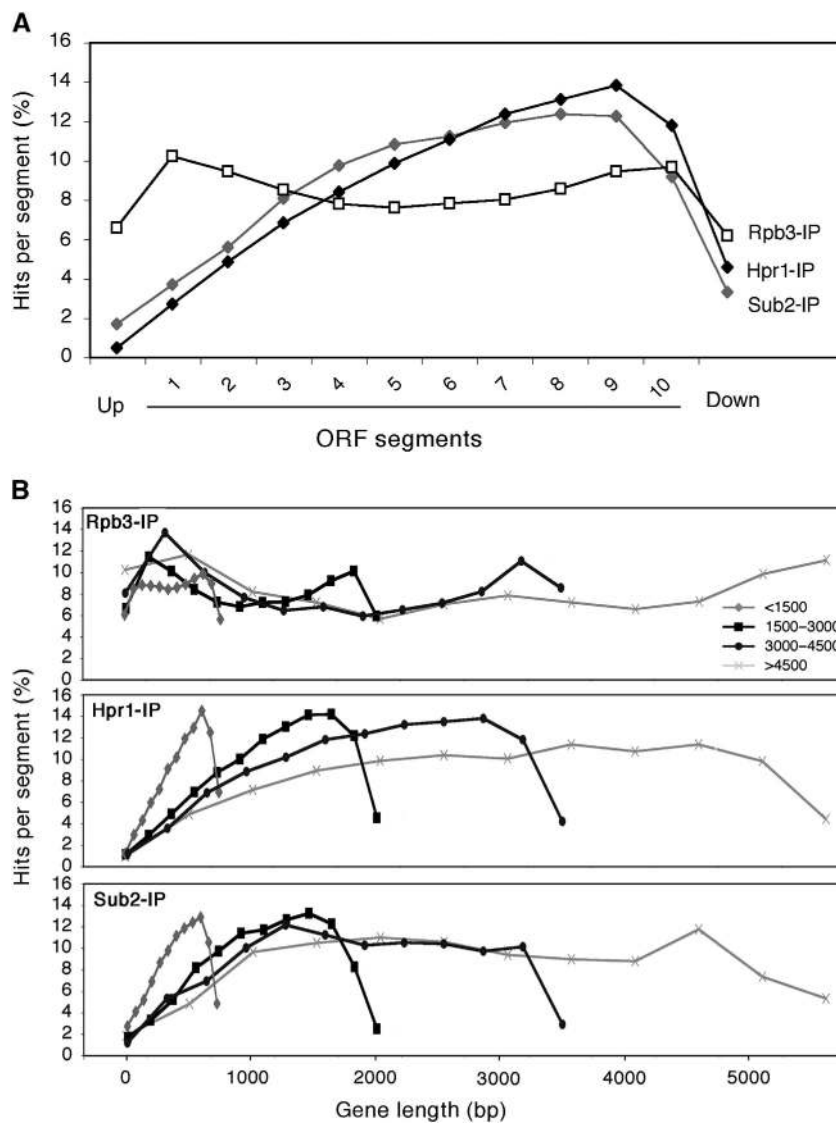 A
16
14
12
10
8
6
4
2
0
Hits per segment (%)
Rpb3-IP
Hpr1-IP
Sub2-IP
Up
1 2 3 4 5 6 7 8 9 10
Down
ORF segments
B
Hits per segment (%)
16
14
12
10
8
6
4
2
0
Rpb3-IP
<1500
1500–3000
3000–4500
>4500
16
14
12
10
8
6
4
2
0
Hpr1-IP
16
14
12
10
8
6
4
2
0
Sub2-IP
0 1000 2000 3000 4000 5000
Gene length (bp)